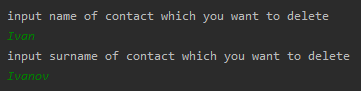 input name of contact which you want to delete
Ivan
input surname of contact which you want to delete
Ivanov